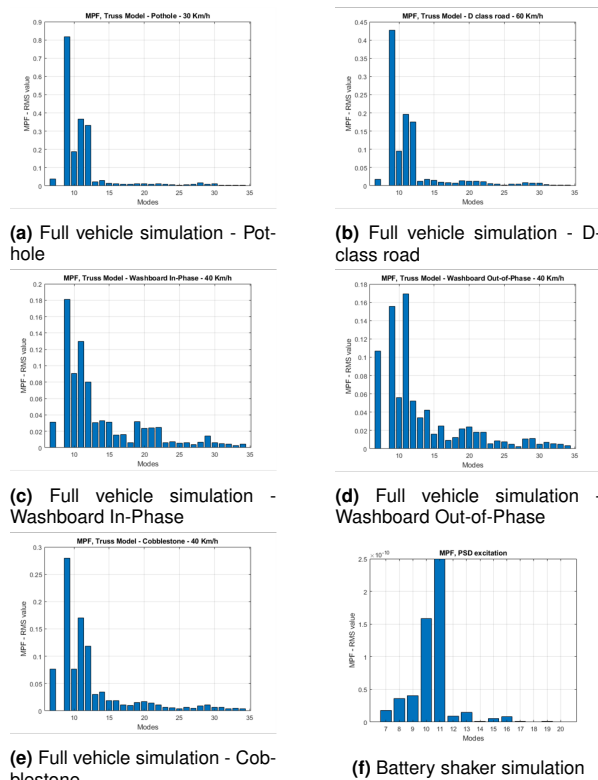 MPF, Truss Model - Pothole - 30 Km/h
MPF - RMS value
0.9
0.8
0.7
0.6
0.5
0.4
0.3
0.2
0.1
0
10 15 20 25 30 35
Modes
(a) Full vehicle simulation - Pot-
hole
MPF, Truss Model - D class road - 60 Km/h
MPF - RMS value
0.45
0.4
0.35
0.3
0.25
0.2
0.15
0.1
0.05
0
10 15 20 25 30 35
Modes
(b) Full vehicle simulation - D-
class road
MPF, Truss Model - Washboard In-Phase - 40 Km/h
MPF - RMS value
0.2
0.18
0.16
0.14
0.12
0.1
0.08
0.06
0.04
0.02
0
10 15 20 25 30 35
Modes
(c) Full vehicle simulation -
Washboard In-Phase
MPF, Truss Model - Washboard Out-of-Phase - 40 Km/h
MPF - RMS value
0.18
0.16
0.14
0.12
0.1
0.08
0.06
0.04
0.02
0
10 15 20 25 30 35
Modes
(d) Full vehicle simulation -
Washboard Out-of-Phase
MPF, Truss Model - Cobblestone - 40 Km/h
MPF - RMS value
0.3
0.25
0.2
0.15
0.1
0.05
0
10 15 20 25 30 35
Modes
(e) Full vehicle simulation - Cob-
blestone
MPF, PSD excitation
MPF - RMS value
2.5 ×10⁻¹⁰
2
1.5
1
0.5
0
7 8 9 10 11 12 13 14 15 16 17 18 19 20
Modes
(f) Battery shaker simulation